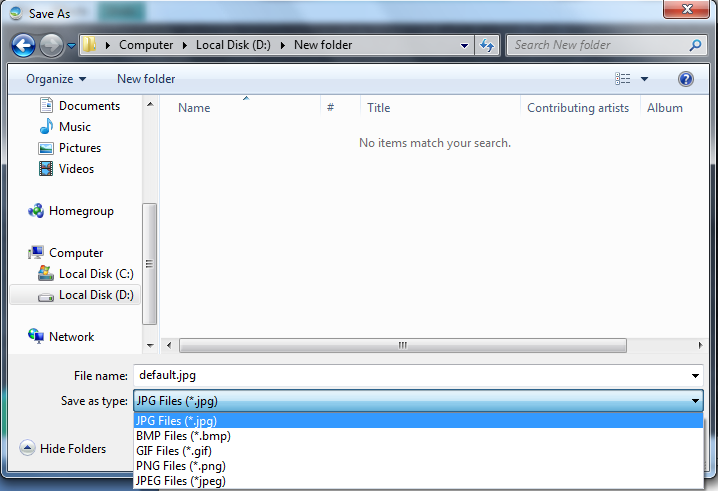 Save As
Computer Local Disk (D:) New folder
Search New folder
Organize New folder
Name # Title Contributing artists Album
No items match your search.
Documents
Music
Pictures
Videos
Homegroup
Computer
Local Disk (C:)
Local Disk (D:)
Network
File name: default.jpg
Save as type: JPG Files (*.jpg)
JPG Files (*.jpg)
BMP Files (*.bmp)
GIF Files (*.gif)
PNG Files (*.png)
JPEG Files (*jpeg)
Hide Folders